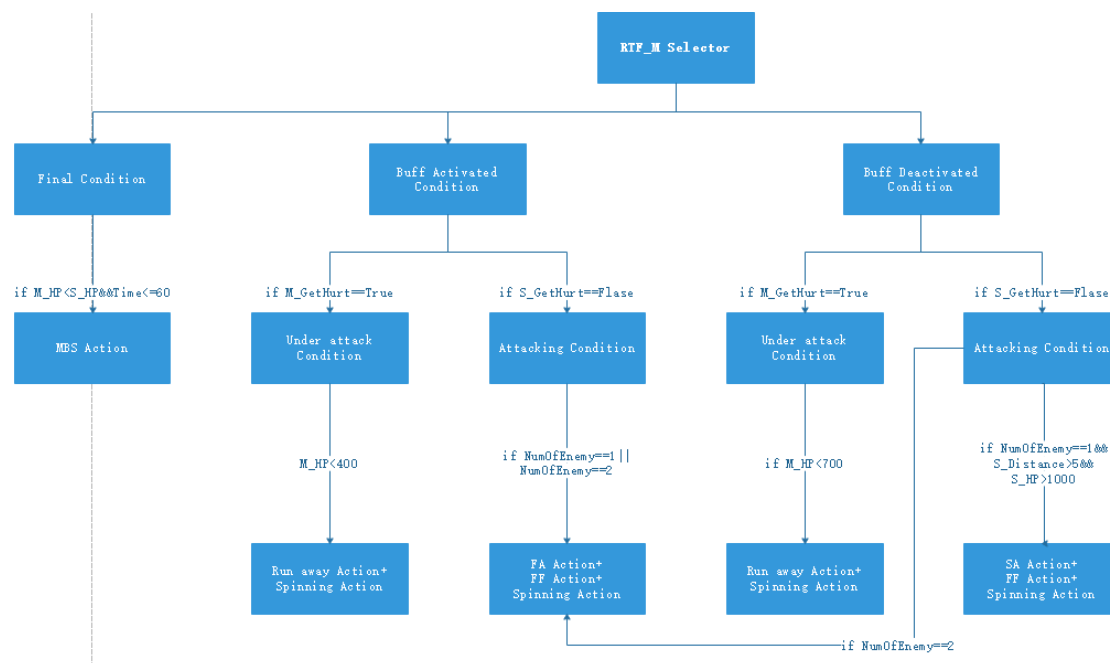 RTF_M Selector
Final Condition
Buff Activated
Condition
Buff Deactivated
Condition
if M_HP<S_HP&&Time<=60
if M_GetHurt==True
if S_GetHurt==Flase
if M_GetHurt==True
if S_GetHurt==Flase
MBS Action
Under attack
Condition
Attacking Condition
Under attack
Condition
Attacking Condition
M_HP<400
if NumOfEnemy==1||
NumOfEnemy==2
if M_HP<700
if NumOfEnemy==1&&
S_Distance>5&&
S_HP>1000
Run away Action+
Spinning Action
FA Action+
FF Action+
Spinning Action
Run away Action+
Spinning Action
SA Action+
FF Action+
Spinning Action
if NumOfEnemy==2